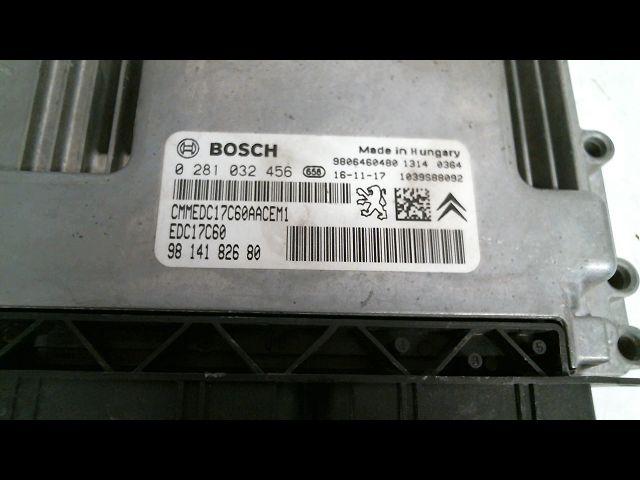 BOSCH
Made in Hungary
9806460480 1314 0364
0 281 032 456 658 16-11-17 1039S88092
CMMEDC17C60AACEM1
EDC17C60
98 141 826 80